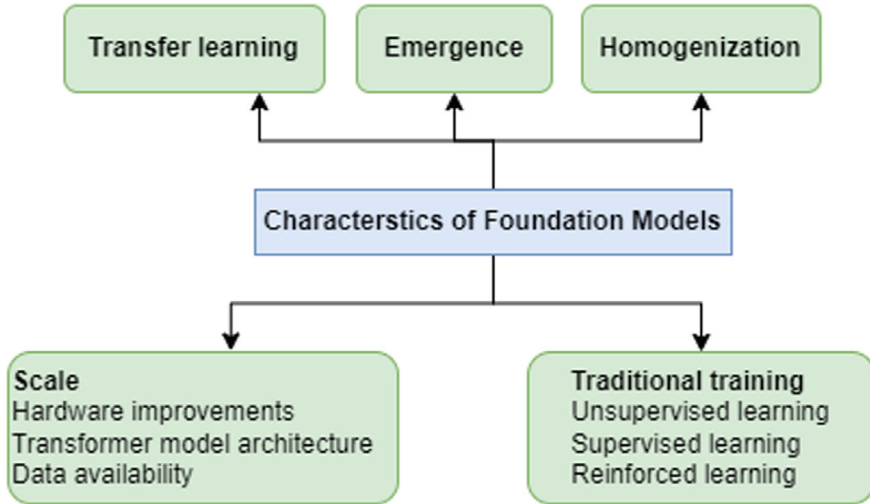 Transfer learning
Emergence
Homogenization
Characterstics of Foundation Models
Scale
Hardware improvements
Transformer model architecture
Data availability
Traditional training
Unsupervised learning
Supervised learning
Reinforced learning